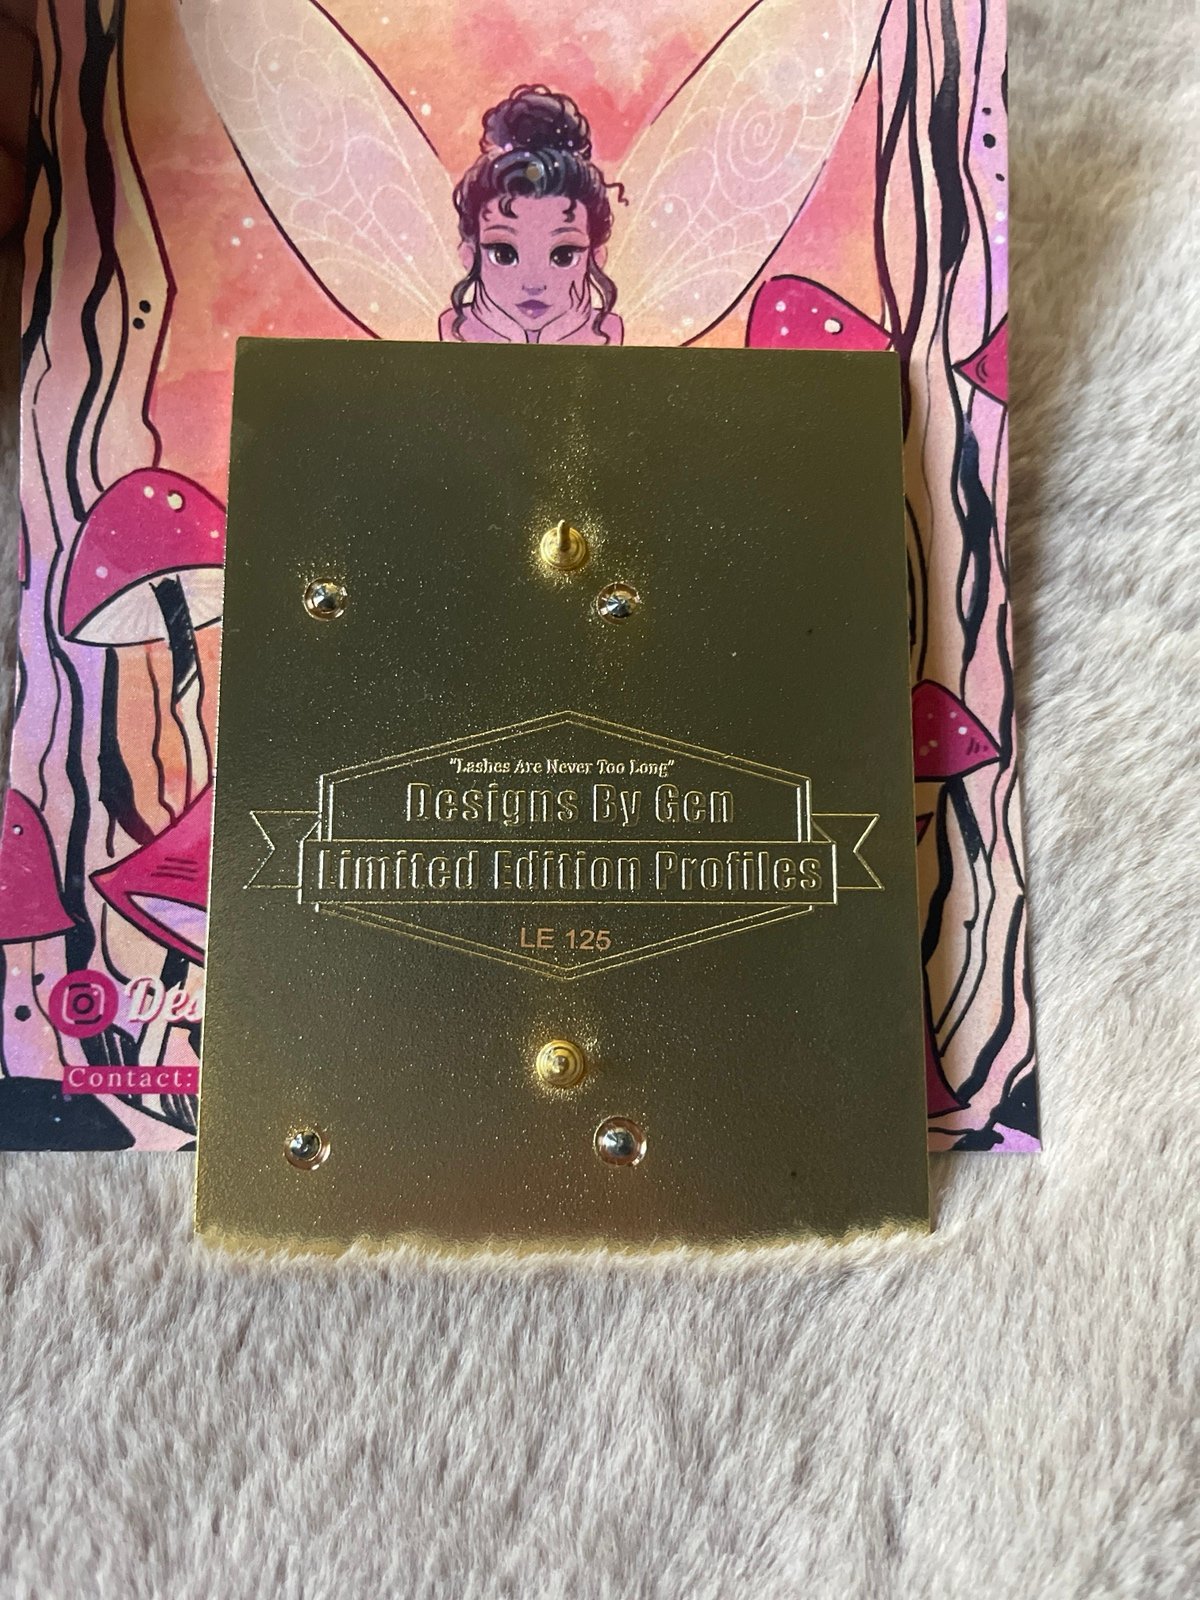 "Lashes Are Never Too Long"
Designs By Gen
Limited Edition Profiles
LE 125
Contact: